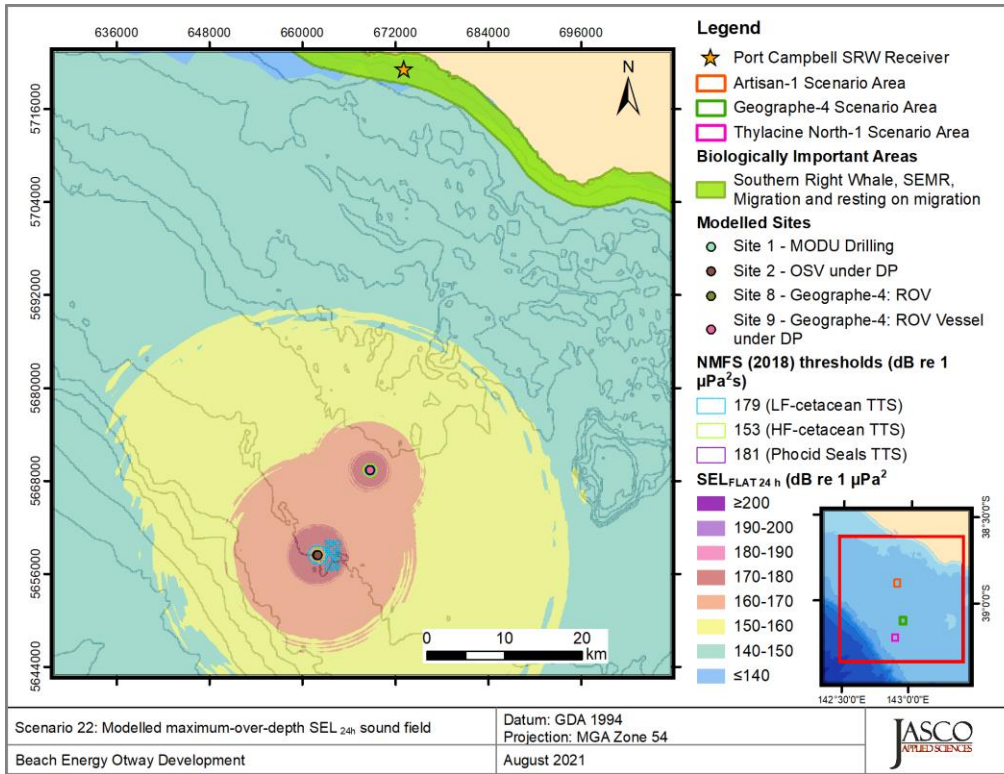 636000 648000 660000 672000 684000 696000
5716000
5704000
5692000
5680000
5668000
5656000
5644000
N
0 10 20
km
Legend
Port Campbell SRW Receiver
Artisan-1 Scenario Area
Geographe-4 Scenario Area
Thylacine North-1 Scenario Area
Biologically Important Areas
Southern Right Whale, SEMR,
Migration and resting on migration
Modelled Sites
Site 1 - MODU Drilling
Site 2 - OSV under DP
Site 8 - Geographe-4: ROV
Site 9 - Geographe-4: ROV Vessel
under DP
NMFS (2018) thresholds (dB re 1
µPa²s)
179 (LF-cetacean TTS)
153 (HF-cetacean TTS)
181 (Phocid Seals TTS)
SEL FLAT 24 h (dB re 1 µPa²
≥200
190-200
180-190
170-180
160-170
150-160
140-150
≤140
38°30'0"S
39°0'0"S
142°30'0"E 143°0'0"E
Scenario 22: Modelled maximum-over-depth SEL 24h sound field
Datum: GDA 1994
Projection: MGA Zone 54
Beach Energy Otway Development
August 2021
JASCO
APPLIED SCIENCES